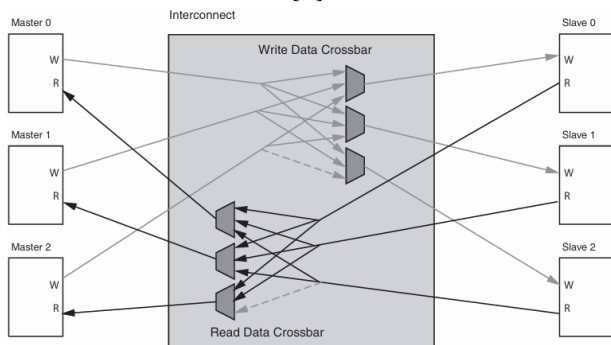 Interconnect
Master 0
Slave 0
Write Data Crossbar
W
R
W
R
Master 1
Slave 1
W
R
W
R
Master 2
Slave 2
W
R
W
R
Read Data Crossbar